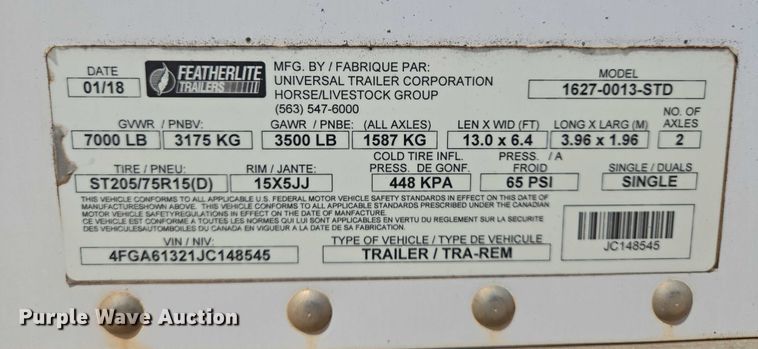 DATE
01/18
FEATHERLITE
TRAILERS
MFG. BY / FABRIQUE PAR:
UNIVERSAL TRAILER CORPORATION
HORSE/LIVESTOCK GROUP
(563) 547-6000
MODEL
1627-0013-STD
GVWR / PNBV:
7000 LB 3175 KG
GAWR / PNBE: (ALL AXLES)
3500 LB 1587 KG
LEN X WID (FT) LONG X LARG (M)
13.0 x 6.4 3.96 x 1.96
NO. OF
AXLES
2
TIRE / PNEU:
ST205/75R15(D)
RIM / JANTE:
15X5JJ
COLD TIRE INFL. PRESS. / A
PRESS. DE GONF. FROID
448 KPA 65 PSI
SINGLE / DUALS
SINGLE
THIS VEHICLE CONFORMS TO ALL APPLICABLE U.S. FEDERAL MOTOR VEHICLE SAFETY STANDARDS IN EFFECT ON THE DATE OF
MANUFACTURESHOWN ABOVE. THIS VEHICLE CONFORMS TO ALL APPLICABLE STANDARDS PRESCRIBED UNDER THE CANADIAN
MOTOR VEHICLE SAFETY REGULATIONS IN EFFECT ON THE DATE OF MANUFACTURE.
CE VEHICULE EST CONFORME A TOUTES LES NORMES QUI LUI SONT APPLICABLES EN VERTU DU REGLEMENT SUR LA SECURITE
DES VEHICULESAUTOMBOILES DU CANADA EN VIGUEUR A LA DATE DE SA FABRICATION.
VIN / NIV:
4FGA61321JC148545
TYPE OF VEHICLE / TYPE DE VEHICULE
TRAILER / TRA-REM
JC148545
Purple Wave Auction